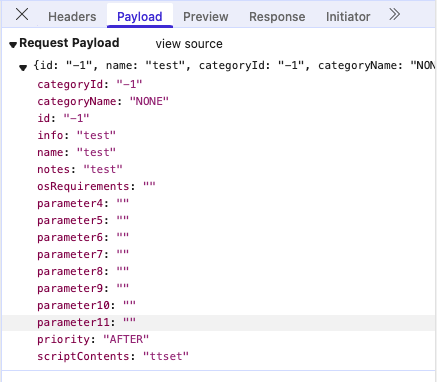 Headers Payload Preview Response Initiator
Request Payload view source
{id: "-1", name: "test", categoryId: "-1", categoryName: "NON
categoryId: "-1"
categoryName: "NONE"
id: "-1"
info: "test"
name: "test"
notes: "test"
osRequirements: ""
parameter4: ""
parameter5: ""
parameter6: ""
parameter7: ""
parameter8: ""
parameter9: ""
parameter10: ""
parameter11: ""
priority: "AFTER"
scriptContents: "ttset"